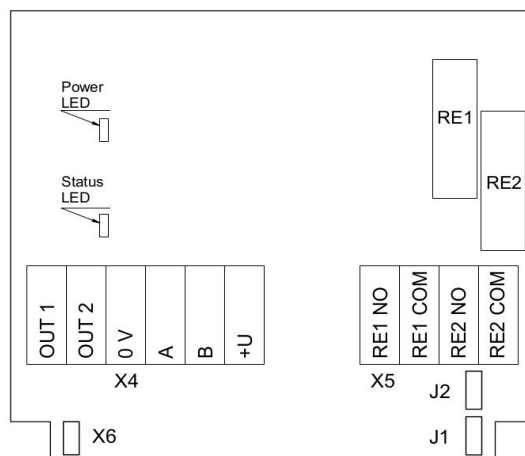 Power
LED
RE1
RE2
Status
LED
OUT 1
OUT 2
0 V
A
B
+U
RE1 NO
RE1 COM
RE2 NO
RE2 COM
X4
X5
J2
X6
J1